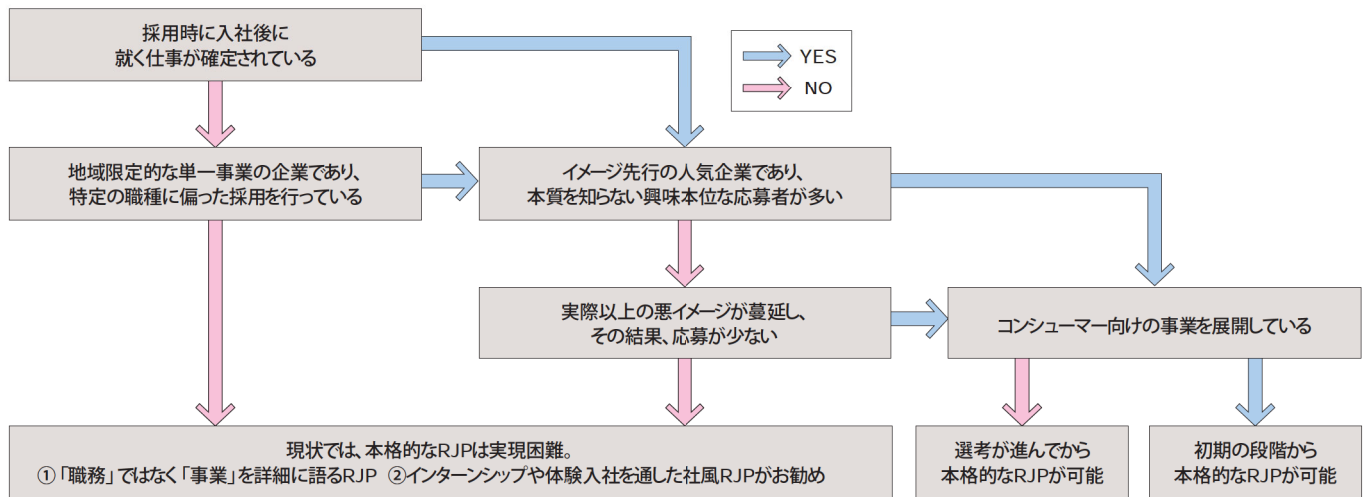 採用時に入社後に
就く仕事が確定されている
YES
NO
地域限定的な単一事業の企業であり、
特定の職種に偏った採用を行っている
イメージ先行の人気企業であり、
本質を知らない興味本位な応募者が多い
実際以上の悪イメージが蔓延し、
その結果、応募が少ない
コンシューマー向けの事業を展開している
現状では、本格的なRJPは実現困難。
①「職務」ではなく「事業」を詳細に語るRJP ②インターンシップや体験入社を通した社風RJPがお勧め
選考が進んでから
本格的なRJPが可能
初期の段階から
本格的なRJPが可能